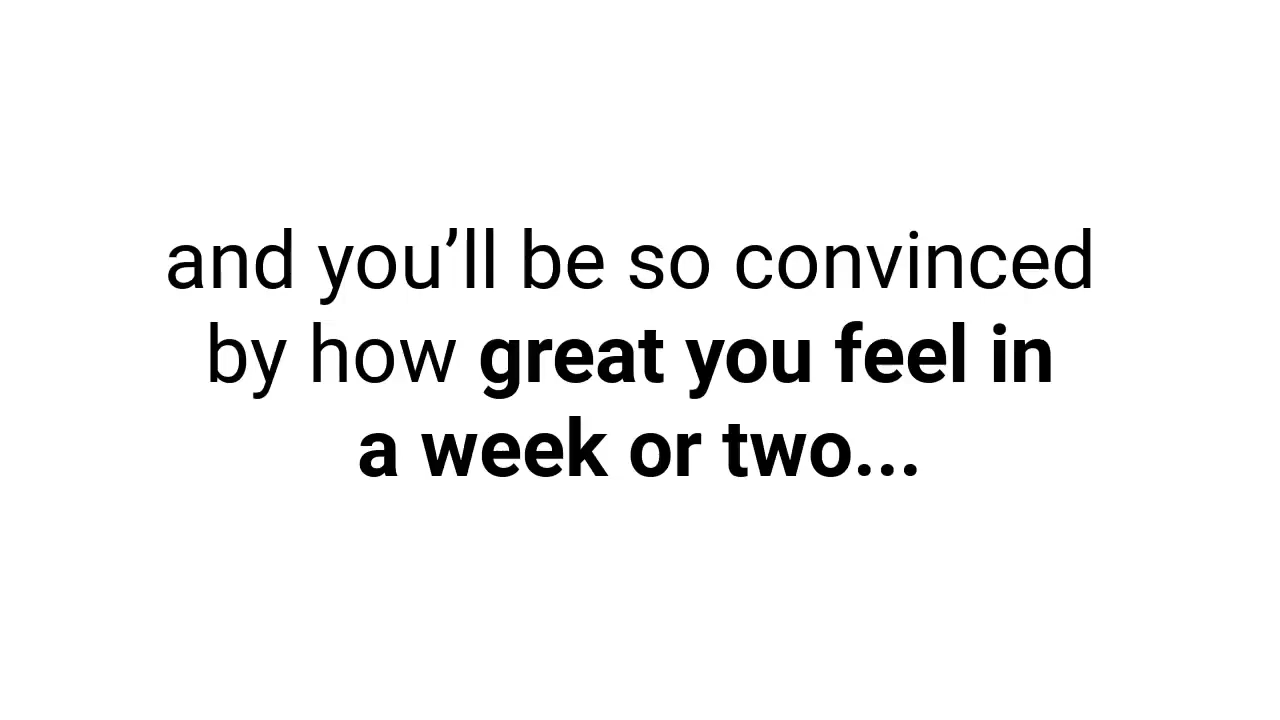 and you’ll be so convinced
by how great you feel in
a week or two...